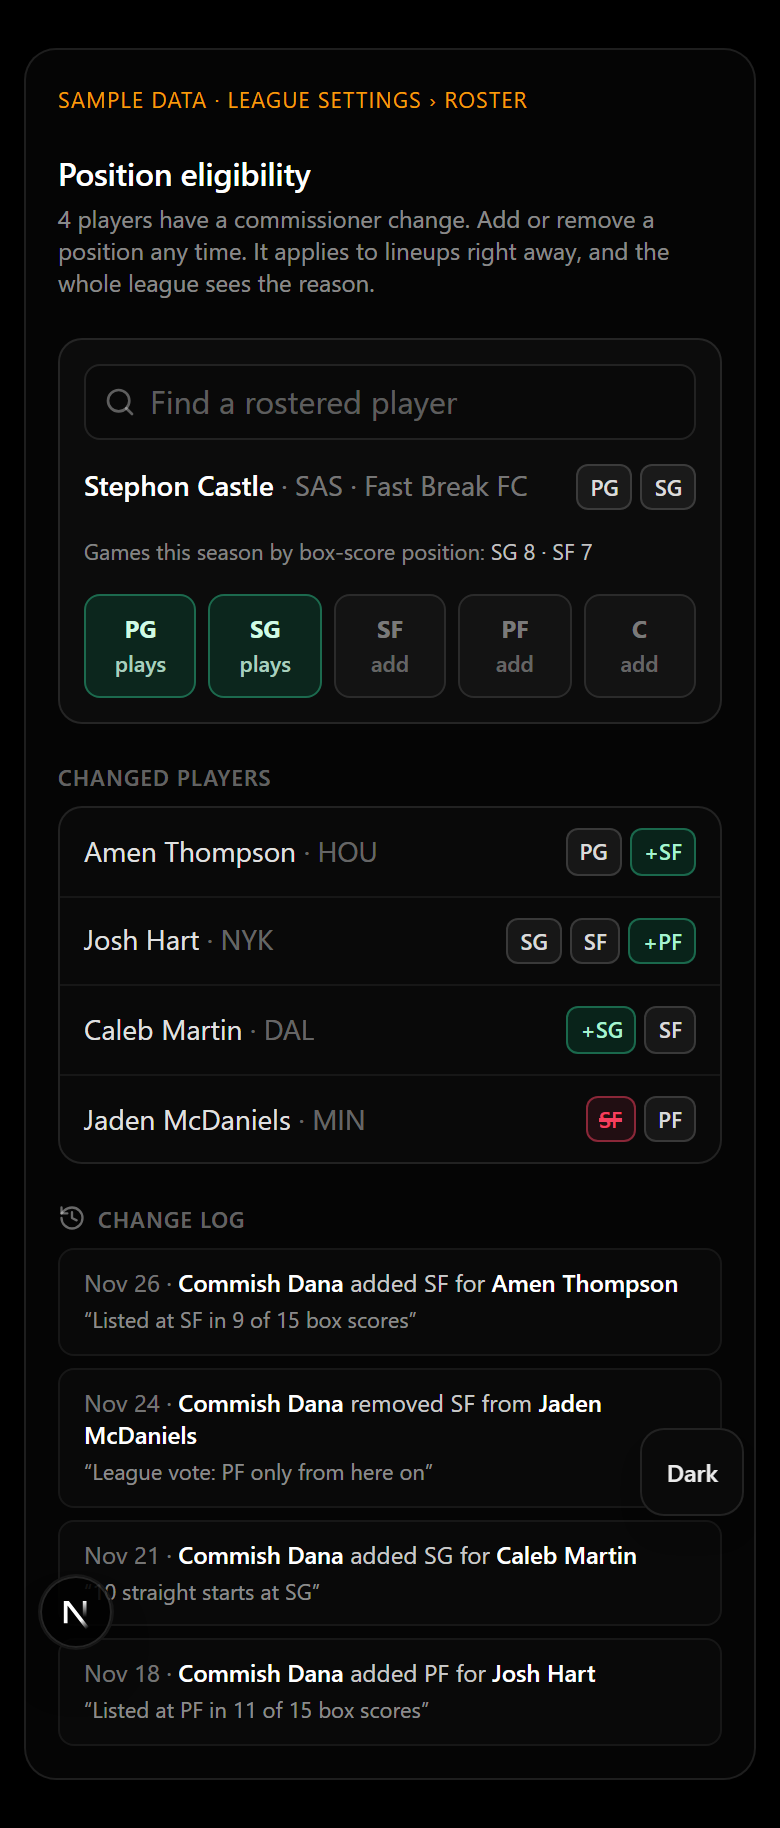 SAMPLE DATA · LEAGUE SETTINGS › ROSTER
Position eligibility
4 players have a commissioner change. Add or remove a
position any time. It applies to lineups right away, and the
whole league sees the reason.
Find a rostered player
Stephon Castle · SAS · Fast Break FC PG SG
Games this season by box-score position: SG 8 · SF 7
PG SG SF PF C
plays plays add add add
CHANGED PLAYERS
Amen Thompson · HOU PG +SF
Josh Hart · NYK SG SF +PF
Caleb Martin · DAL +SG SF
Jaden McDaniels · MIN SF PF
CHANGE LOG
Nov 26 · Commish Dana added SF for Amen Thompson
“Listed at SF in 9 of 15 box scores”
Nov 24 · Commish Dana removed SF from Jaden
McDaniels
“League vote: PF only from here on”
Dark
Nov 21 · Commish Dana added SG for Caleb Martin
“10 straight starts at SG”
N
Nov 18 · Commish Dana added PF for Josh Hart
“Listed at PF in 11 of 15 box scores”